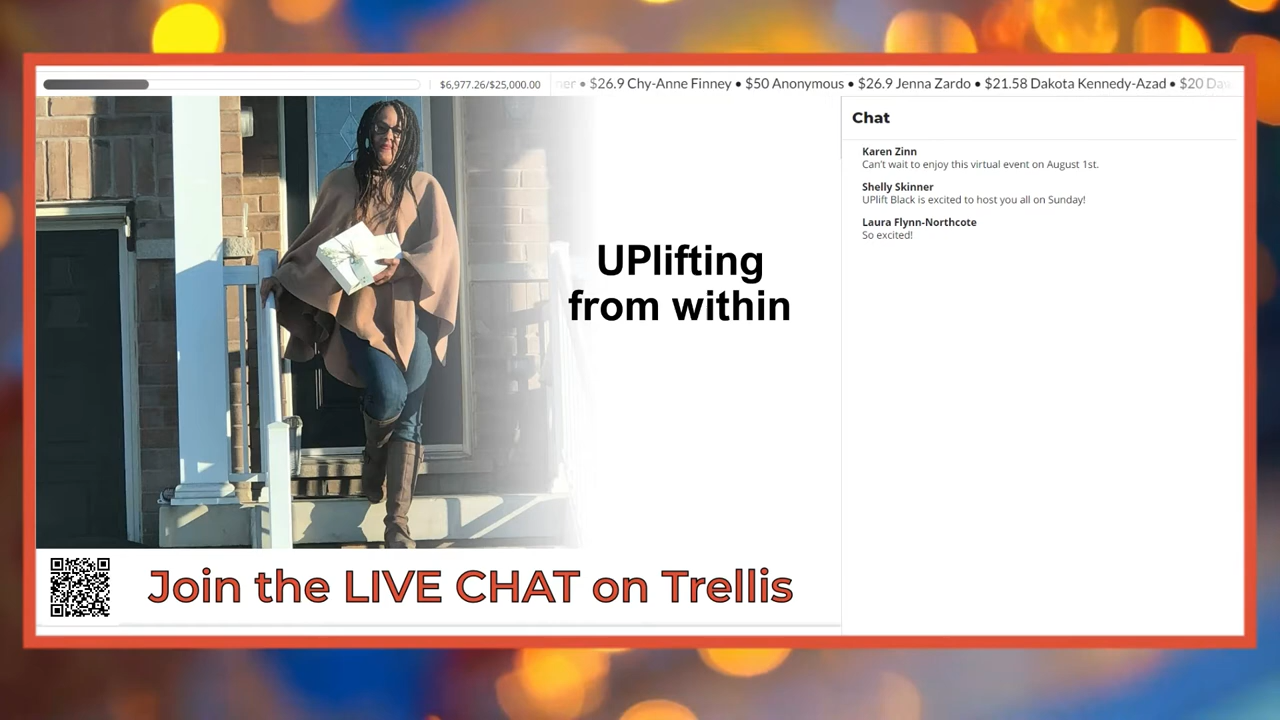 $6,977.26/$25,000.00
ner • $26.9 Chy-Anne Finney • $50 Anonymous • $26.9 Jenna Zardo • $21.58 Dakota Kennedy-Azad • $20
UPlifting
from within
Join the LIVE CHAT on Trellis
Chat
Karen Zinn
Can't wait to enjoy this virtual event on August 1st.
Shelly Skinner
UPlift Black is excited to host you all on Sunday!
Laura Flynn-Northcote
So excited!